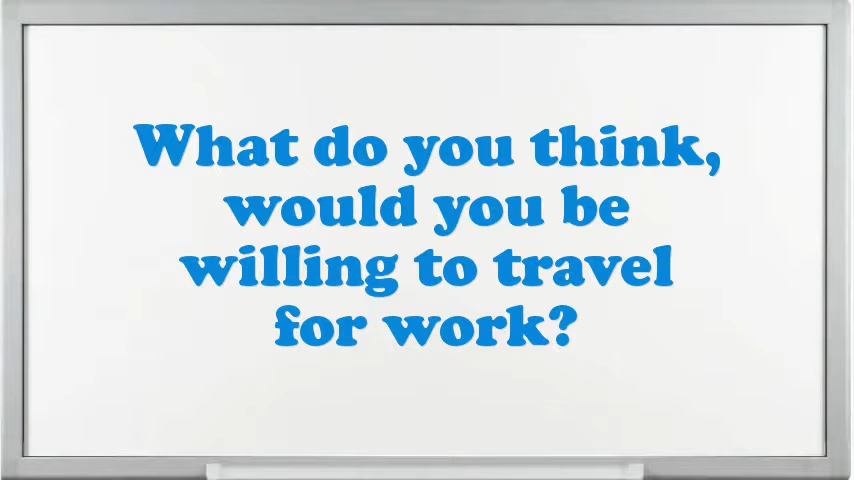 What do you think,
would you be
willing to travel
for work?